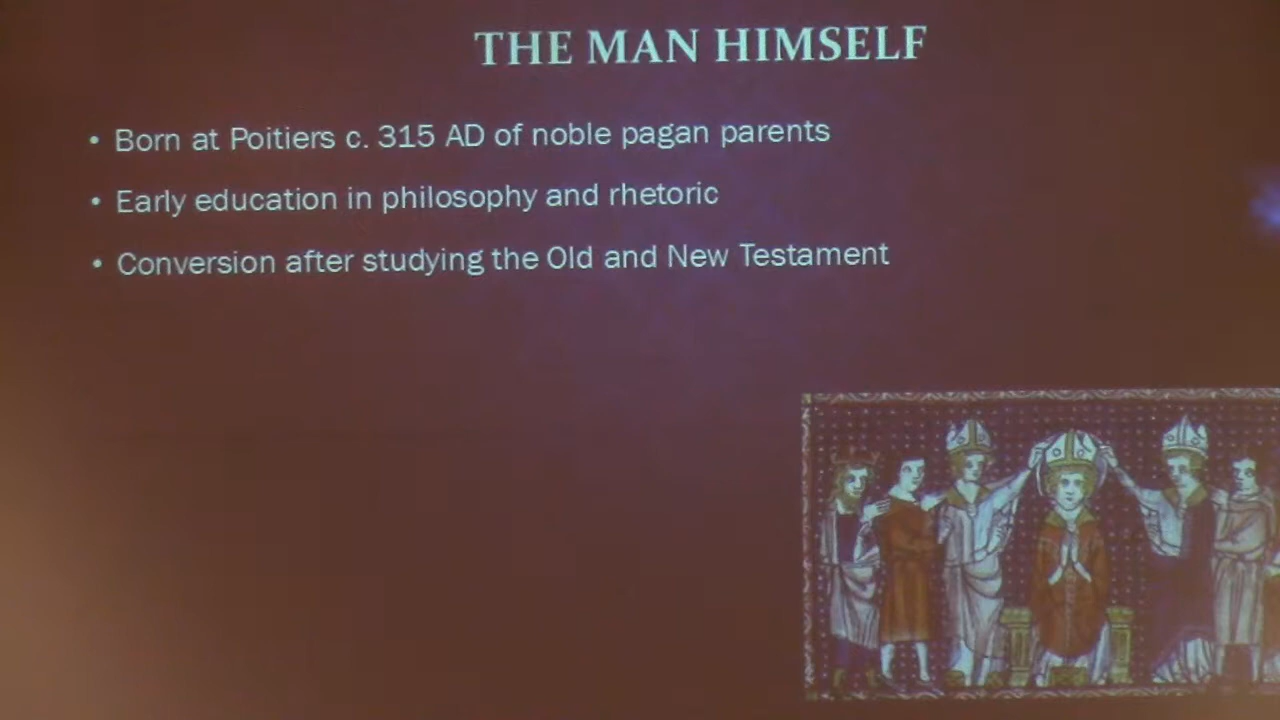 THE MAN HIMSELF
• Born at Poitiers c. 315 AD of noble pagan parents
• Early education in philosophy and rhetoric
• Conversion after studying the Old and New Testament